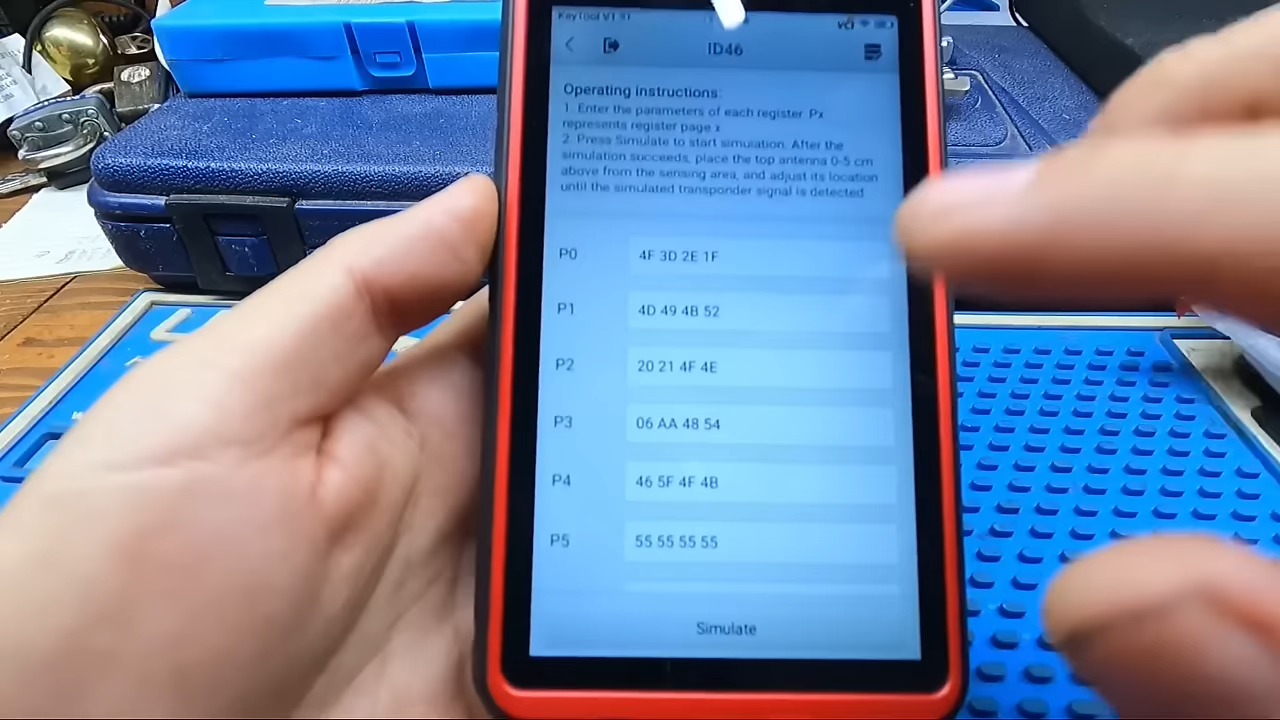 KeyTool V1.31
VCI
ID46
Operating instructions:
1. Enter the parameters of each register. Px
represents register page x
2. Press Simulate to start simulation. After the
simulation succeeds, place the top antenna 0-5 cm
above from the sensing area, and adjust its location
until the simulated transponder signal is detected
P0 4F 3D 2E 1F
P1 4D 49 4B 52
P2 20 21 4F 4E
P3 06 AA 48 54
P4 46 5F 4F 4B
P5 55 55 55 55
Simulate